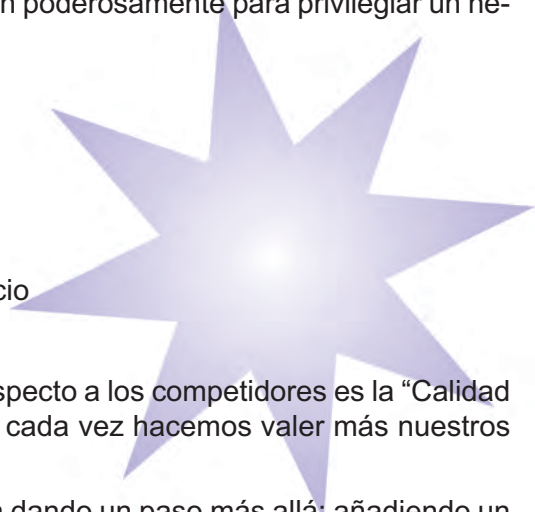 n poderosamente para privilegiar un ne-
cio
specto a los competidores es la “Calidad
cada vez hacemos valer más nuestros
dando un paso más allá: añadiendo un